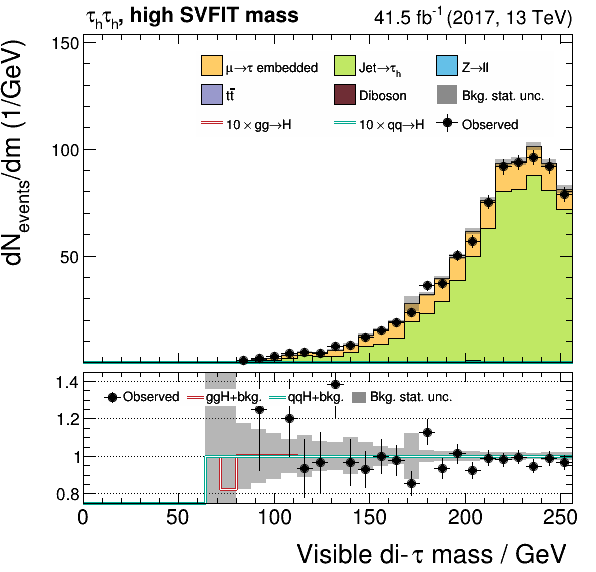 τhτh, high SVFIT mass 41.5 fb⁻¹ (2017, 13 TeV)
dNevents/dm (1/GeV)
150
100
50
μ→τ embedded Jet→τh Z→ll
tt̄ Diboson Bkg. stat. unc.
10 × gg→H 10 × qq→H Observed
1.4
1.2
1
0.8
Observed ggH+bkg. qqH+bkg. Bkg. stat. unc.
0 50 100 150 200 250
Visible di-τ mass / GeV